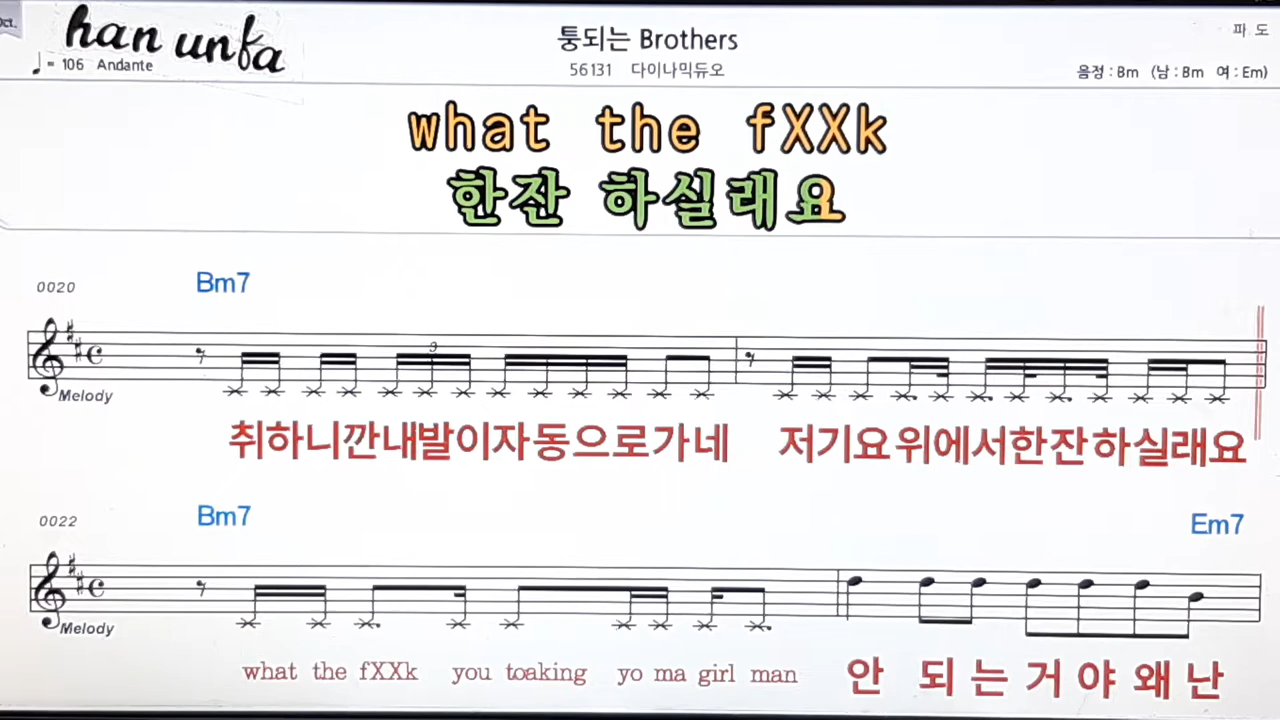 Oct.
han unfa
♩= 106 Andante
퉁되는 Brothers
56131 다이나믹듀오
파 도
음정 : Bm (남 : Bm 여 : Em)
what the fXXk
한잔 하실래요
0020 Bm7
3
Melody
취하니깐내발이자동으로가네 저기요위에서한잔하실래요
0022 Bm7 Em7
Melody
what the fXXk you toaking yo ma girl man 안 되 는 거 야 왜 난